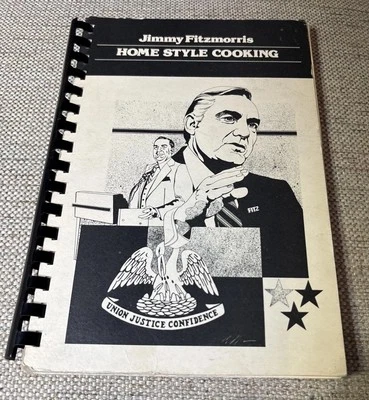 Jimmy Fitzmorris
HOME STYLE COOKING
FITZ
UNION JUSTICE CONFIDENCE